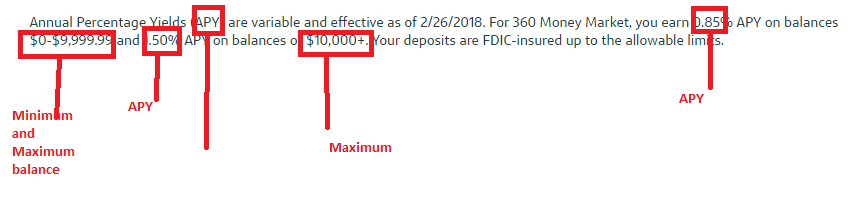 Annual Percentage Yields (APY) are variable and effective as of 2/26/2018. For 360 Money Market, you earn 0.85% APY on balances
$0-$9,999.99 and .50% APY on balances of $10,000+. Your deposits are FDIC-insured up to the allowable limits.
APY
APY
Minimum
and
Maximum
balance
Maximum